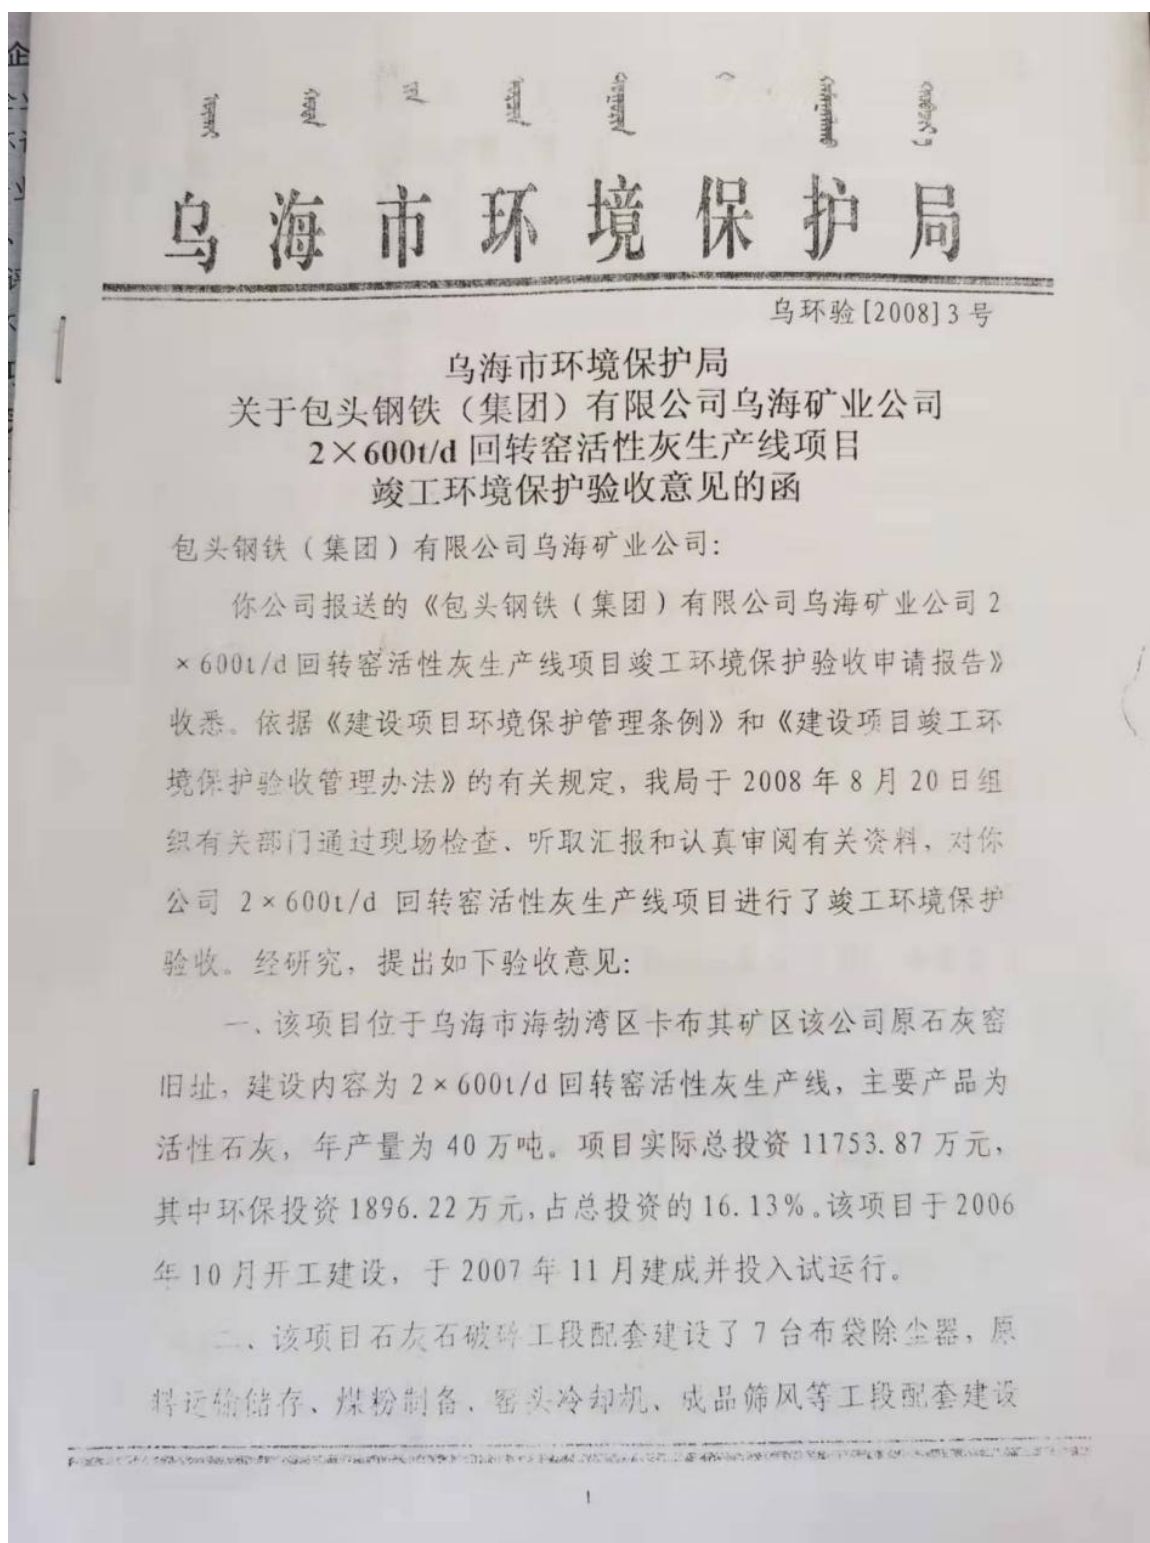 乌海市环境保护局
乌环验[2008]3号
乌海市环境保护局
关于包头钢铁（集团）有限公司乌海矿业公司
2×600t/d回转窑活性灰生产线项目
竣工环境保护验收意见的函
包头钢铁（集团）有限公司乌海矿业公司：
你公司报送的《包头钢铁（集团）有限公司乌海矿业公司2
×600t/d回转窑活性灰生产线项目竣工环境保护验收申请报告》
收悉。依据《建设项目环境保护管理条例》和《建设项目竣工环
境保护验收管理办法》的有关规定，我局于2008年8月20日组
织有关部门通过现场检查、听取汇报和认真审阅有关资料，对你
公司2×600t/d 回转窑活性灰生产线项目进行了竣工环境保护
验收。经研究，提出如下验收意见：
一、该项目位于乌海市海勃湾区卡布其矿区该公司原石灰窑
旧址，建设内容为2×600t/d回转窑活性灰生产线，主要产品为
活性石灰，年产量为40万吨。项目实际总投资11753.87万元，
其中环保投资1896.22万元，占总投资的16.13%。该项目于2006
年10月开工建设，于2007年11月建成并投入试运行。
二、该项目石灰石破碎工段配套建设了7台布袋除尘器，原
料运输储存、煤粉制备、窑头冷却机、成品筛风等工段配套建设
1